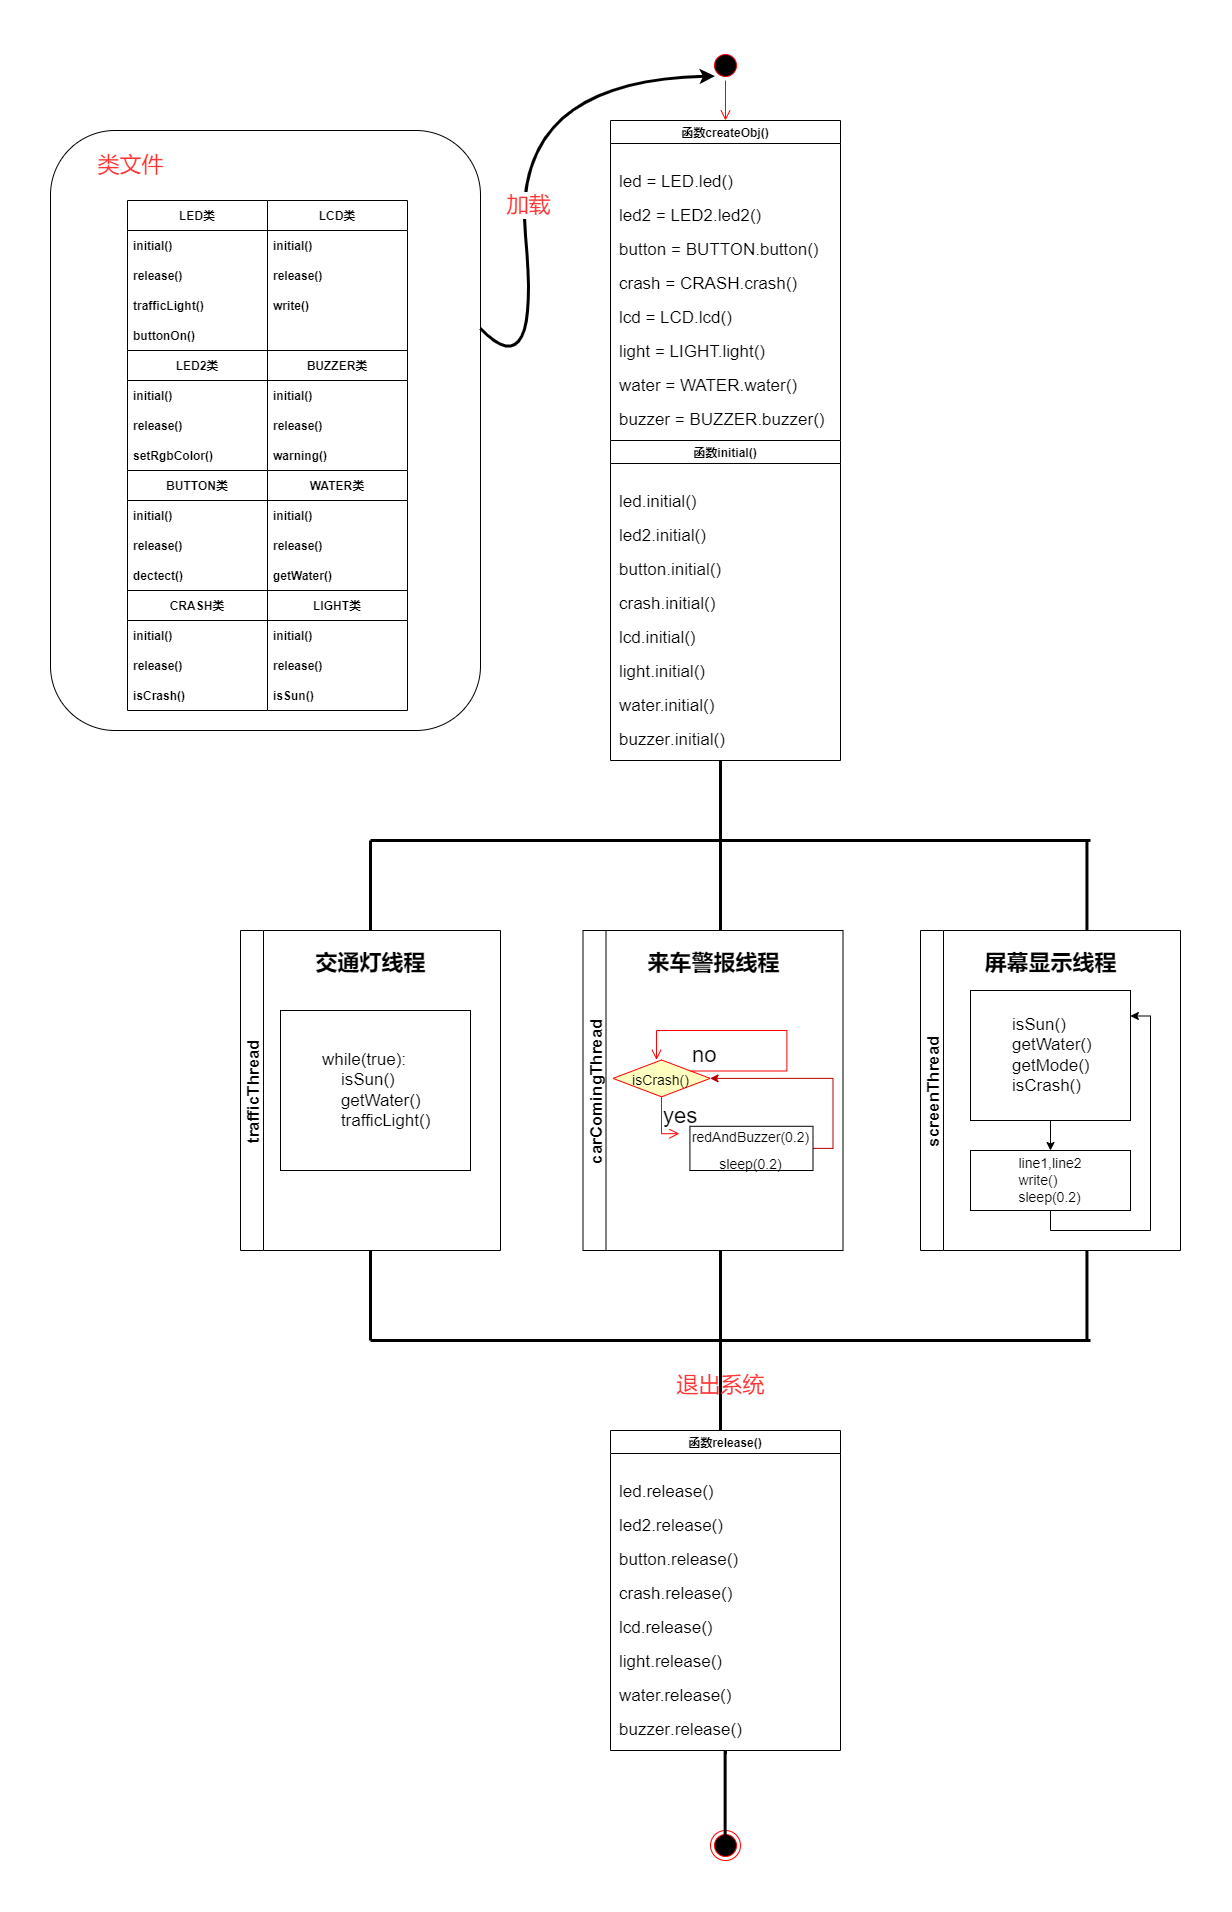 类文件
LED类
initial()
release()
trafficLight()
buttonOn()
LCD类
initial()
release()
write()
LED2类
initial()
release()
setRgbColor()
BUZZER类
initial()
release()
warning()
BUTTON类
initial()
release()
dectect()
WATER类
initial()
release()
getWater()
CRASH类
initial()
release()
isCrash()
LIGHT类
initial()
release()
isSun()
加载
函数createObj()
led = LED.led()
led2 = LED2.led2()
button = BUTTON.button()
crash = CRASH.crash()
lcd = LCD.lcd()
light = LIGHT.light()
water = WATER.water()
buzzer = BUZZER.buzzer()
函数initial()
led.initial()
led2.initial()
button.initial()
crash.initial()
lcd.initial()
light.initial()
water.initial()
buzzer.initial()
trafficThread
交通灯线程
while(true):
isSun()
getWater()
trafficLight()
carComingThread
来车警报线程
no
isCrash()
yes
redAndBuzzer(0.2)
sleep(0.2)
screenThread
屏幕显示线程
isSun()
getWater()
getMode()
isCrash()
line1,line2
write()
sleep(0.2)
退出系统
函数release()
led.release()
led2.release()
button.release()
crash.release()
lcd.release()
light.release()
water.release()
buzzer.release()